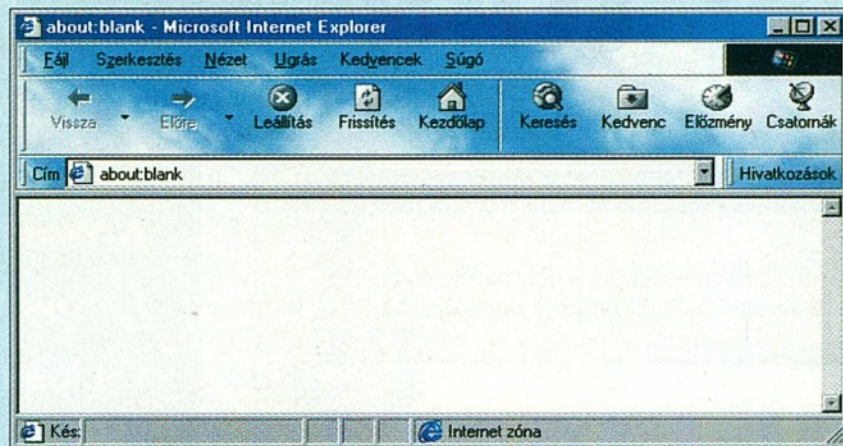 about:blank - Microsoft Internet Explorer
Fájl Szerkesztés Nézet Ugrás Kedvencek Súgó
Vissza Előre Leállítás Frissítés Kezdőlap Keresés Kedvenc Előzmény Csatornák
Cím about:blank Hivatkozások
Kés: Internet zóna